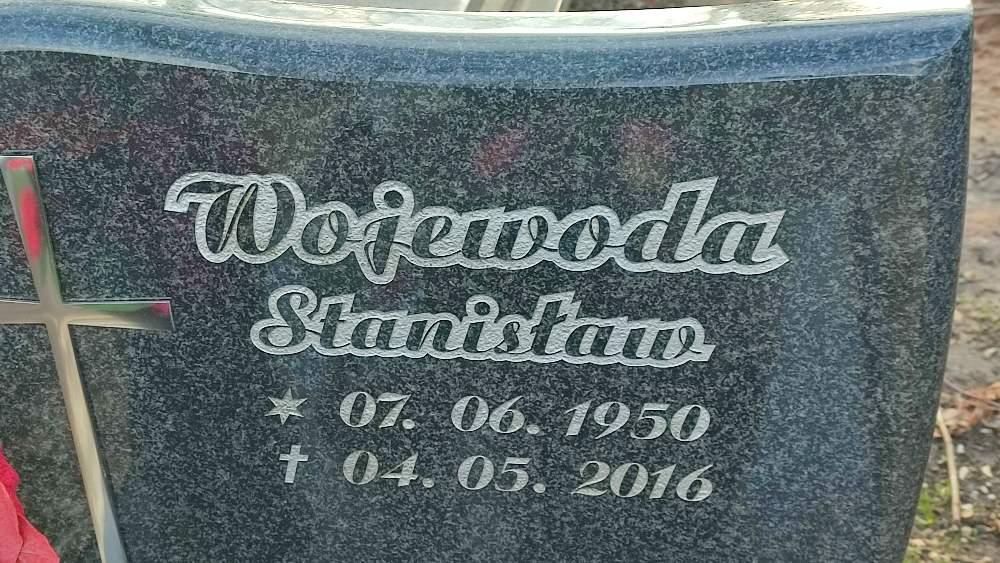 Wojewoda
Stanisław
07. 06. 1950
04. 05. 2016